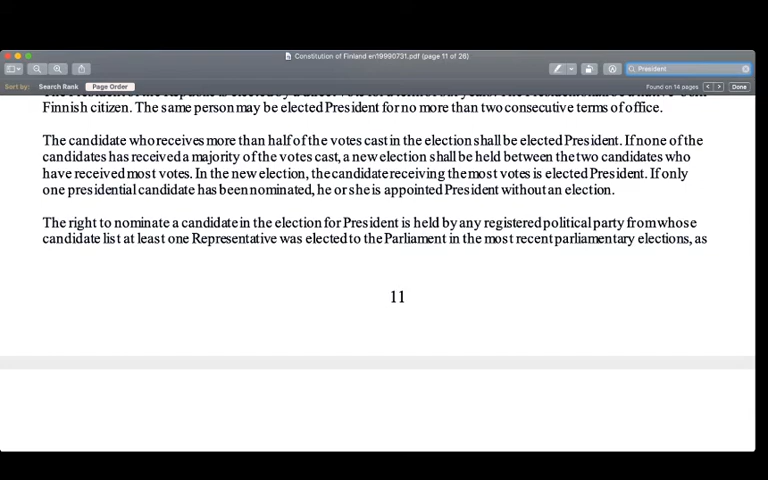 Constitution of Finland en19990731.pdf (page 11 of 26)
President
Sort by: Search Rank Page Order
Found on 14 pages
Done
Finnish citizen. The same person may be elected President for no more than two consecutive terms of office.
The candidate who receives more than half of the votes cast in the election shall be elected President. If none of the
candidates has received a majority of the votes cast, a new election shall be held between the two candidates who
have received most votes. In the new election, the candidate receiving the most votes is elected President. If only
one presidential candidate has been nominated, he or she is appointed President without an election.
The right to nominate a candidate in the election for President is held by any registered political party from whose
candidate list at least one Representative was elected to the Parliament in the most recent parliamentary elections, as
11